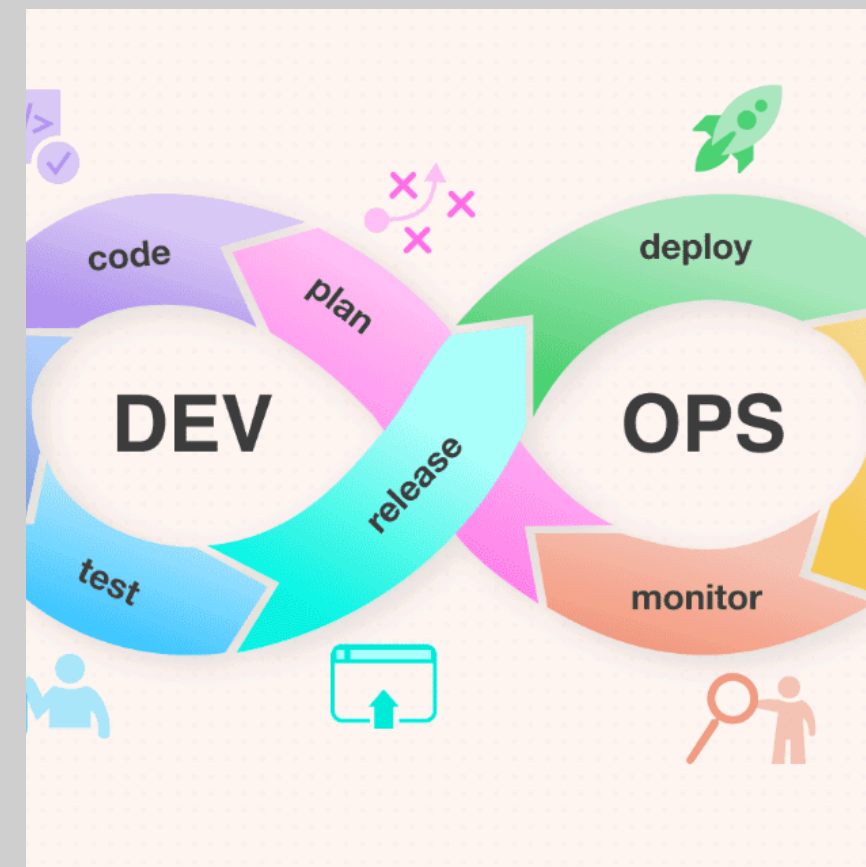 code
plan
deploy
DEV
OPS
release
test
monitor